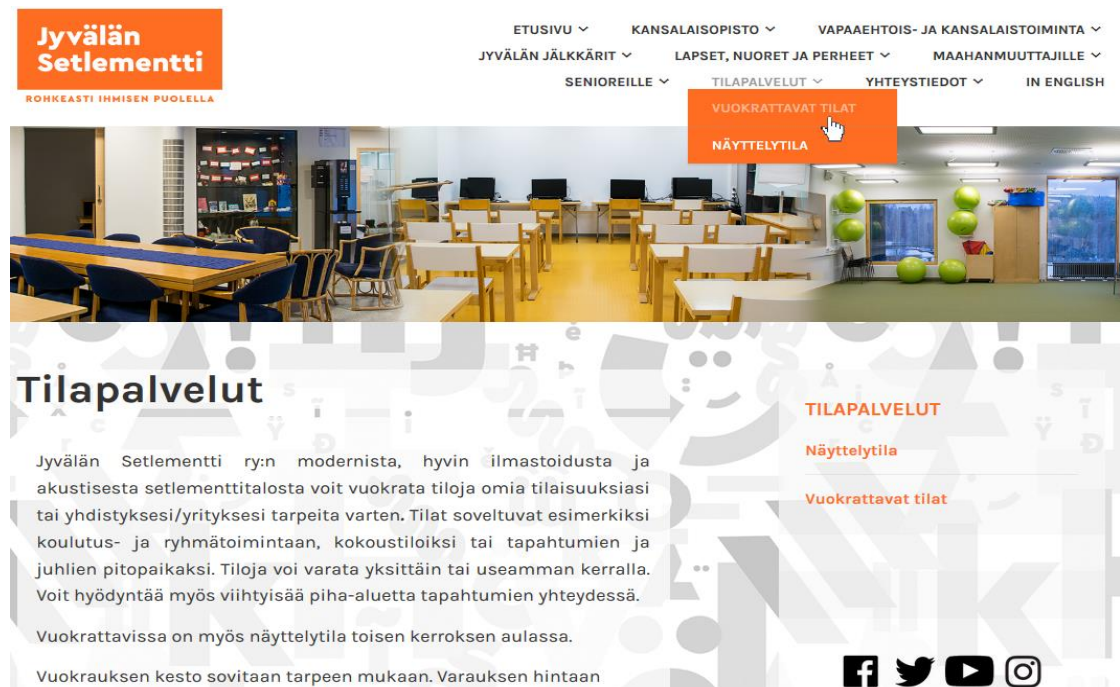 Jyvälän
Setlementti
ROHKEASTI IHMISEN PUOLELLA
ETUSIVU KANSALAISOPISTO VAPAAEHTOIS- JA KANSALAISTOIMINTA
JYVÄLÄN JÄLKKÄRIT LAPSET, NUORET JA PERHEET MAAHANMUUTTAJILLE
SENIOREILLE TILAPALVELUT YHTEYSTIEDOT IN ENGLISH
VUOKRATTAVAT TILAT
NÄYTTELYTILA
Tilapalvelut
Jyvälän Setlementti ry:n modernista, hyvin ilmastoidusta ja
akustisesta setlementtitalosta voit vuokrata tiloja omia tilaisuuksiasi
tai yhdistyksesi/yrityksesi tarpeita varten. Tilat soveltuvat esimerkiksi
koulutus- ja ryhmätoimintaan, kokoustiloiksi tai tapahtumien ja
juhlien pitopaikaksi. Tiloja voi varata yksittäin tai useamman kerralla.
Voit hyödyntää myös viihtyisää piha-aluetta tapahtumien yhteydessä.
Vuokrattavissa on myös näyttelytila toisen kerroksen aulassa.
Vuokrauksen kesto sovitaan tarpeen mukaan. Varauksen hintaan
TILAPALVELUT
Näyttelytila
Vuokrattavat tilat